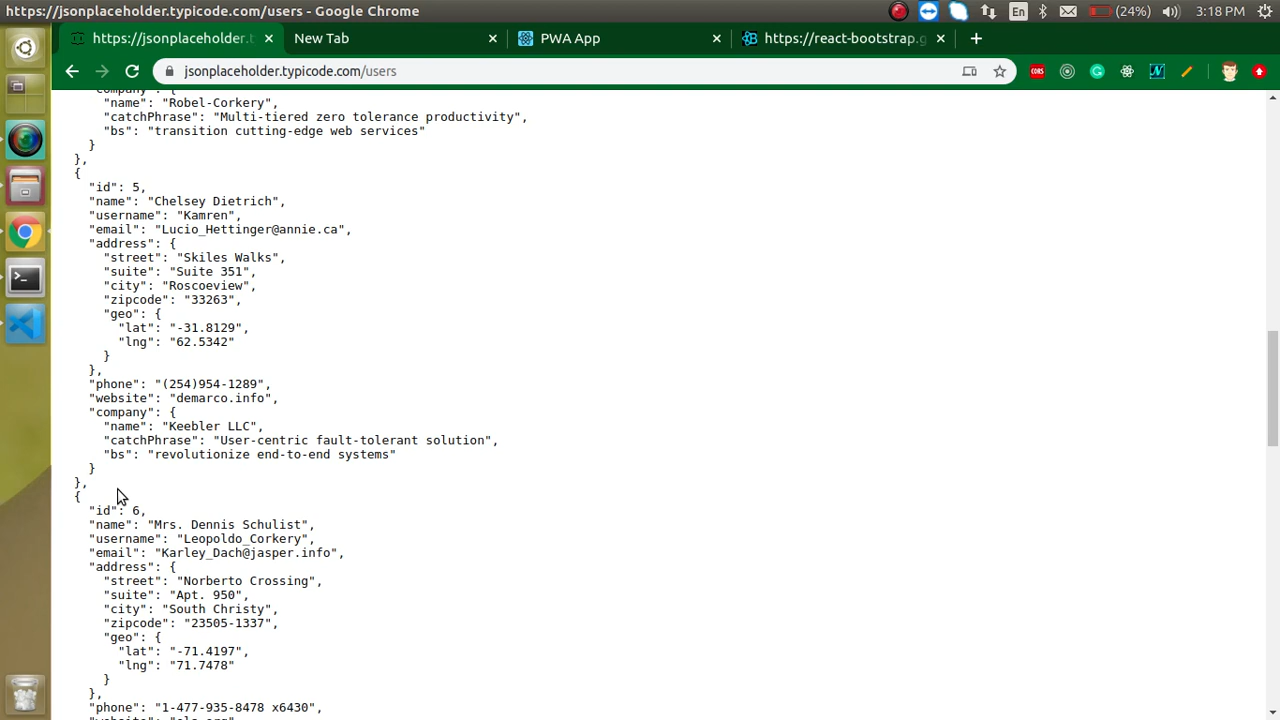 https://jsonplaceholder.typicode.com/users - Google Chrome
En
(24%)
3:18 PM
https://jsonplaceholder.t
New Tab
PWA App
https://react-bootstrap.g
jsonplaceholder.typicode.com/users
CORS
"company": {
"name": "Robel-Corkery",
"catchPhrase": "Multi-tiered zero tolerance productivity",
"bs": "transition cutting-edge web services"
}
},
{
"id": 5,
"name": "Chelsey Dietrich",
"username": "Kamren",
"email": "Lucio_Hettinger@annie.ca",
"address": {
"street": "Skiles Walks",
"suite": "Suite 351",
"city": "Roscoeview",
"zipcode": "33263",
"geo": {
"lat": "-31.8129",
"lng": "62.5342"
}
},
"phone": "(254)954-1289",
"website": "demarco.info",
"company": {
"name": "Keebler LLC",
"catchPhrase": "User-centric fault-tolerant solution",
"bs": "revolutionize end-to-end systems"
}
},
{
"id": 6,
"name": "Mrs. Dennis Schulist",
"username": "Leopoldo_Corkery",
"email": "Karley_Dach@jasper.info",
"address": {
"street": "Norberto Crossing",
"suite": "Apt. 950",
"city": "South Christy",
"zipcode": "23505-1337",
"geo": {
"lat": "-71.4197",
"lng": "71.7478"
}
},
"phone": "1-477-935-8478 x6430",